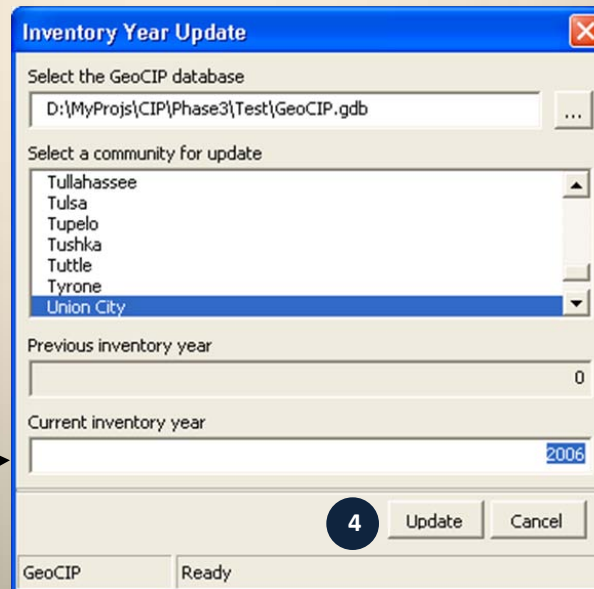 Inventory Year Update
Select the GeoCIP database
D:\MyProjs\CIP\Phase3\Test\GeoCIP.gdb
...
Select a community for update
Tullahassee
Tulsa
Tupelo
Tushka
Tuttle
Tyrone
Union City
Previous inventory year
0
Current inventory year
2006
4 Update Cancel
GeoCIP Ready